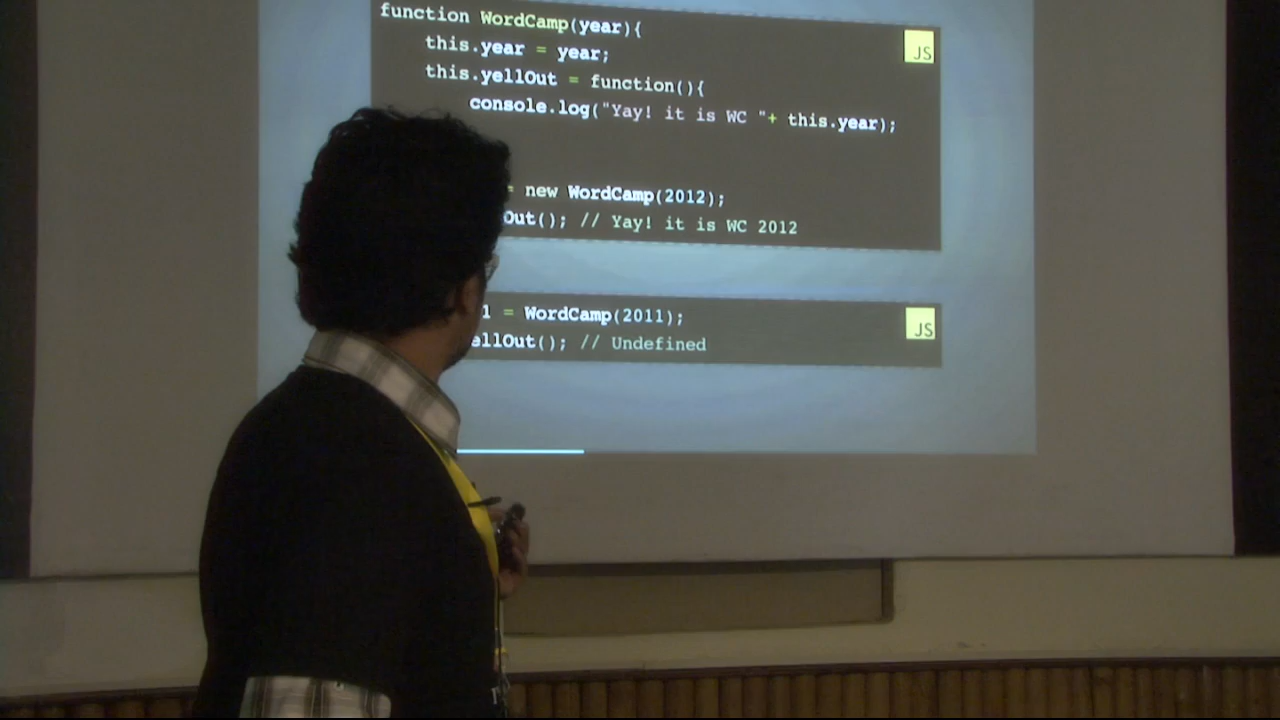 function WordCamp(year){
this.year = year;
this.yellOut = function(){
console.log("Yay! it is WC "+ this.year);
JS
= new WordCamp(2012);
Out(); // Yay! it is WC 2012
1 = WordCamp(2011);
JS
ellOut(); // Undefined